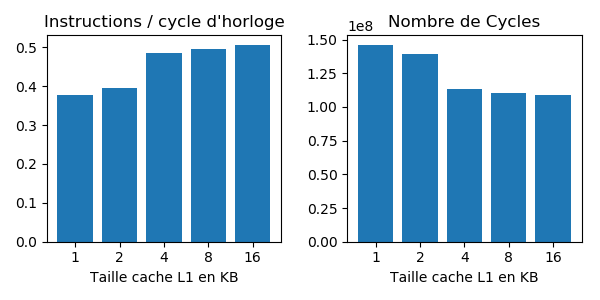 Instructions / cycle d'horloge
0.5
0.4
0.3
0.2
0.1
0.0
1 2 4 8 16
Taille cache L1 en KB
Nombre de Cycles
1e8
1.50
1.25
1.00
0.75
0.50
0.25
0.00
1 2 4 8 16
Taille cache L1 en KB